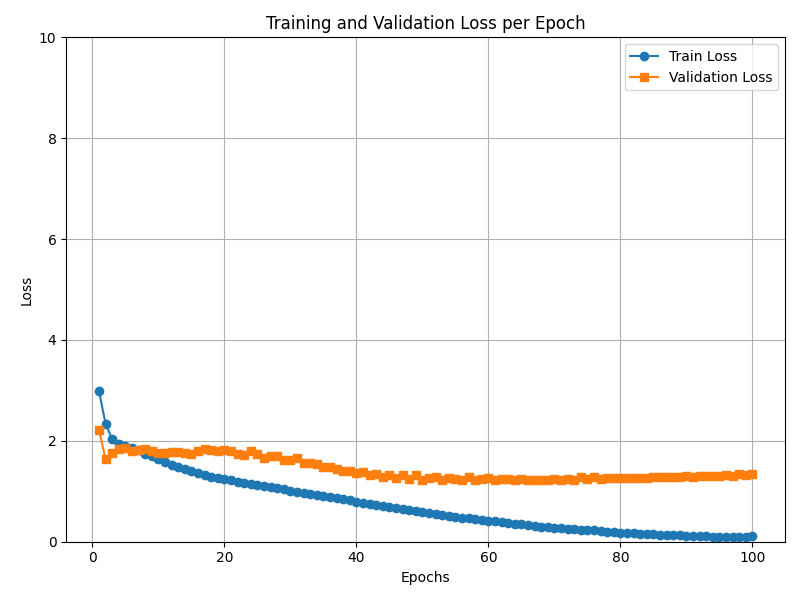 Training and Validation Loss per Epoch
Train Loss
Validation Loss
Loss
10
8
6
4
2
0
0 20 40 60 80 100
Epochs